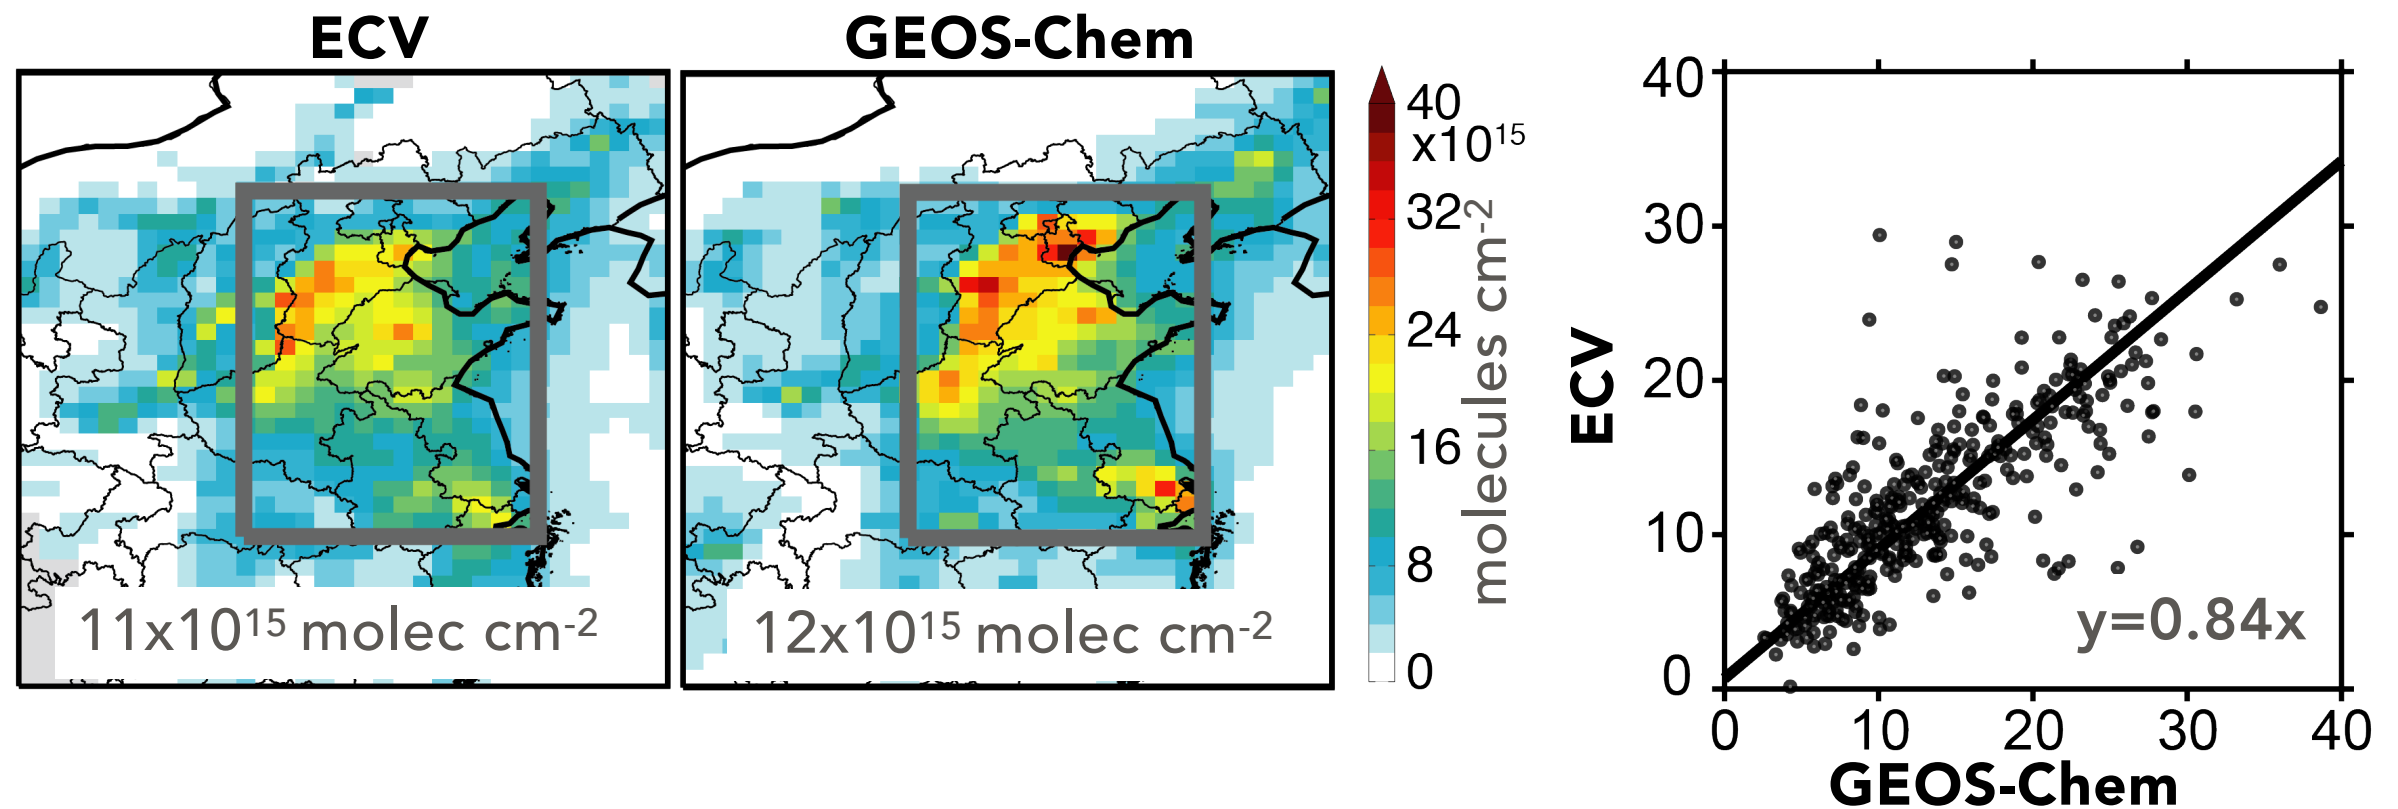 ECV
GEOS-Chem
11x10¹⁵ molec cm⁻²
12x10¹⁵ molec cm⁻²
40
x10¹⁵
32
24
16
8
0
molecules cm⁻²
40
30
20
10
0
ECV
y=0.84x
0 10 20 30 40
GEOS-Chem